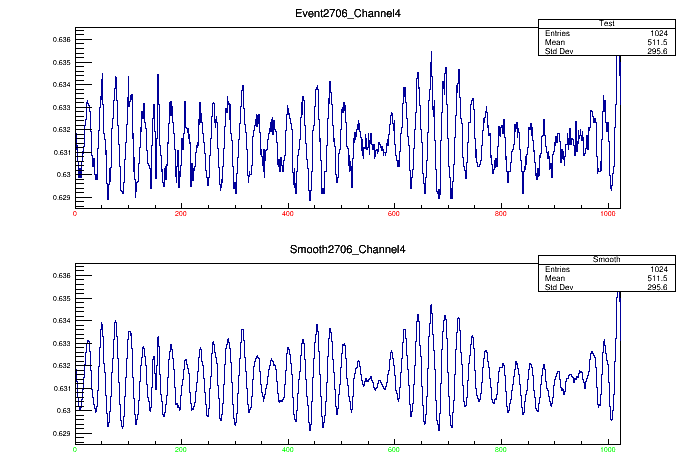 Event2706_Channel4
Test
Entries 1024
Mean 511.5
Std Dev 295.6
0.636
0.635
0.634
0.633
0.632
0.631
0.63
0.629
0 200 400 600 800 1000
Smooth2706_Channel4
Smooth
Entries 1024
Mean 511.5
Std Dev 295.6
0.636
0.635
0.634
0.633
0.632
0.631
0.63
0.629
0 200 400 600 800 1000